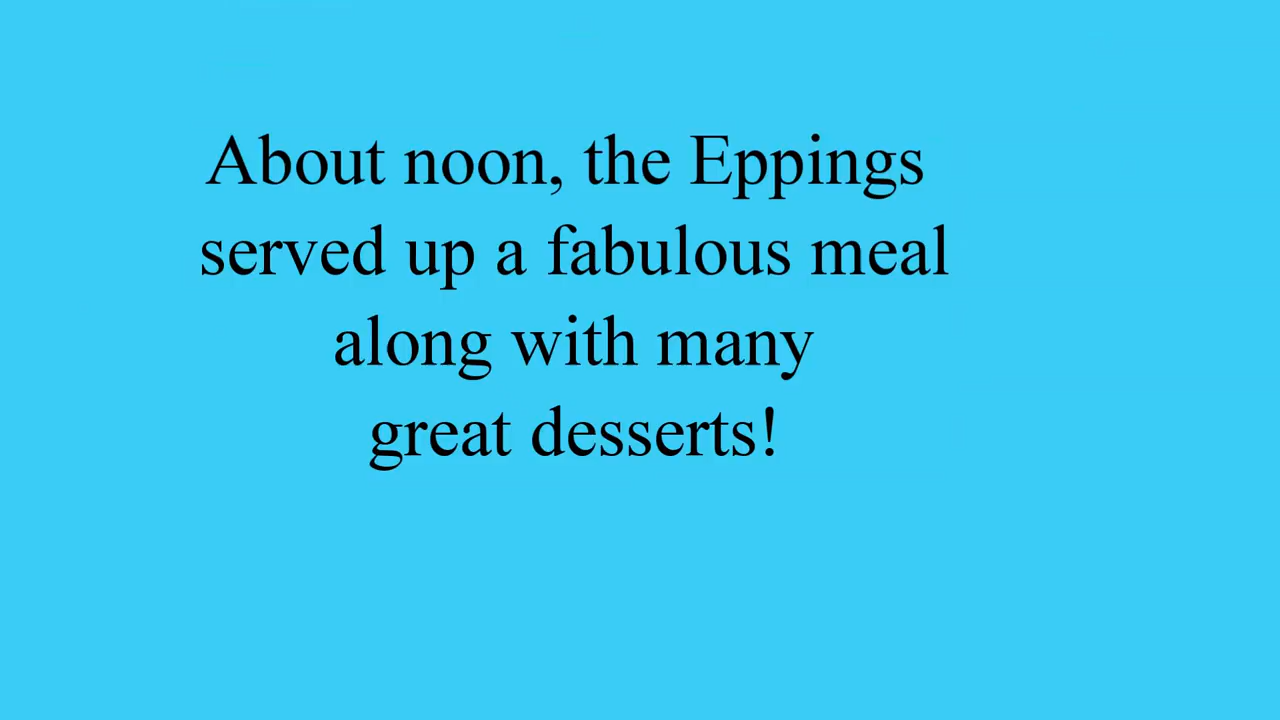 About noon, the Eppings
served up a fabulous meal
along with many
great desserts!